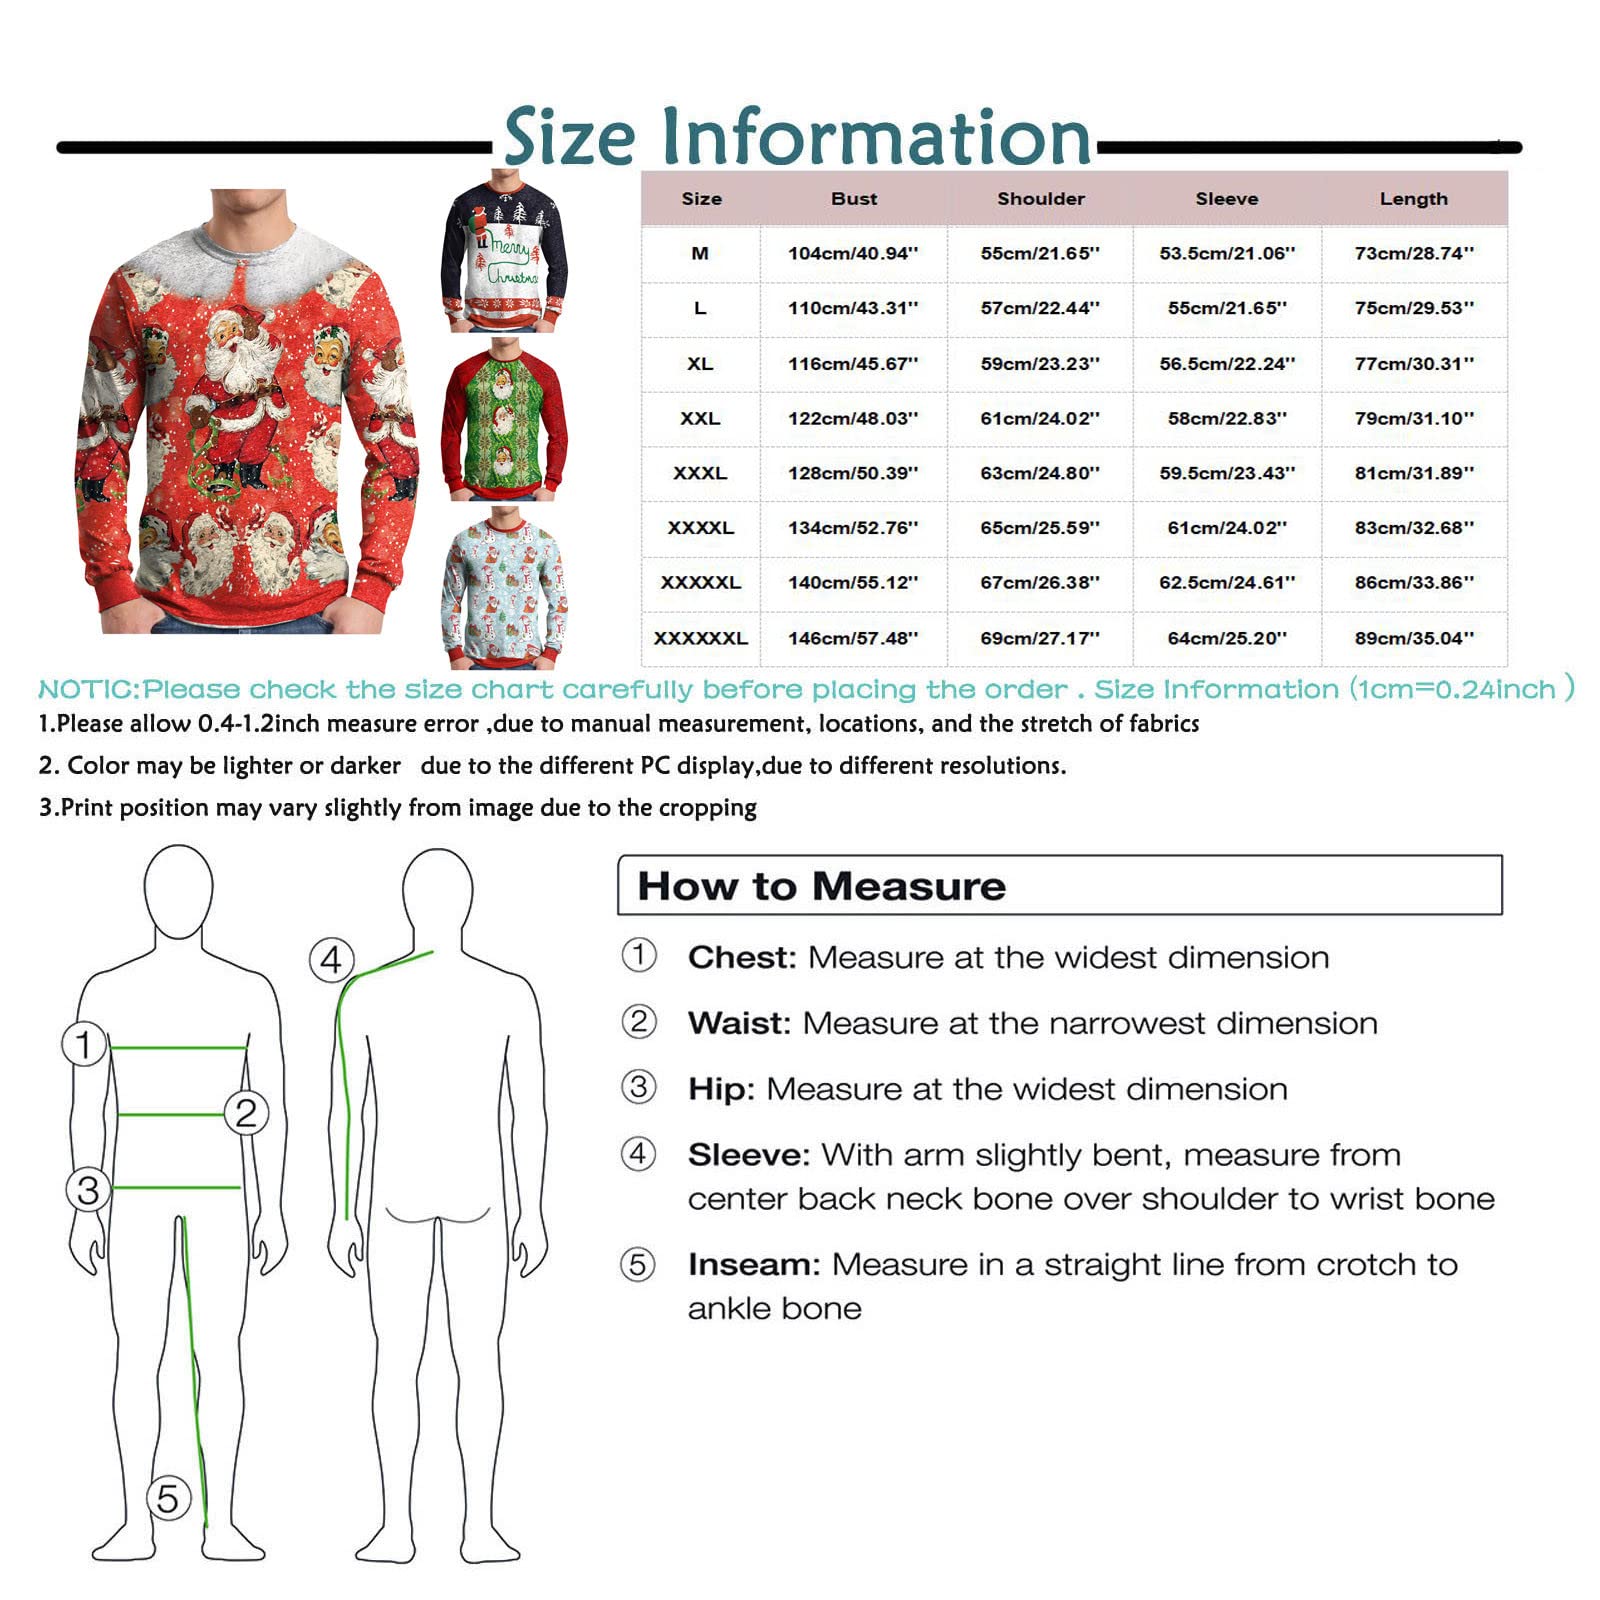 Size Information
Size Bust Shoulder Sleeve Length
M 104cm/40.94'' 55cm/21.65'' 53.5cm/21.06'' 73cm/28.74''
L 110cm/43.31'' 57cm/22.44'' 55cm/21.65'' 75cm/29.53''
XL 116cm/45.67'' 59cm/23.23'' 56.5cm/22.24'' 77cm/30.31''
XXL 122cm/48.03'' 61cm/24.02'' 58cm/22.83'' 79cm/31.10''
XXXL 128cm/50.39'' 63cm/24.80'' 59.5cm/23.43'' 81cm/31.89''
XXXXL 134cm/52.76'' 65cm/25.59'' 61cm/24.02'' 83cm/32.68''
XXXXXL 140cm/55.12'' 67cm/26.38'' 62.5cm/24.61'' 86cm/33.86''
XXXXXXL 146cm/57.48'' 69cm/27.17'' 64cm/25.20'' 89cm/35.04''
merry
Christmas
NOTIC:Please check the size chart carefully before placing the order . Size Information (1cm=0.24inch )
1.Please allow 0.4-1.2inch measure error ,due to manual measurement, locations, and the stretch of fabrics
2. Color may be lighter or darker due to the different PC display,due to different resolutions.
3.Print position may vary slightly from image due to the cropping
1
2
3
4
5
How to Measure
1 Chest: Measure at the widest dimension
2 Waist: Measure at the narrowest dimension
3 Hip: Measure at the widest dimension
4 Sleeve: With arm slightly bent, measure from
center back neck bone over shoulder to wrist bone
5 Inseam: Measure in a straight line from crotch to
ankle bone